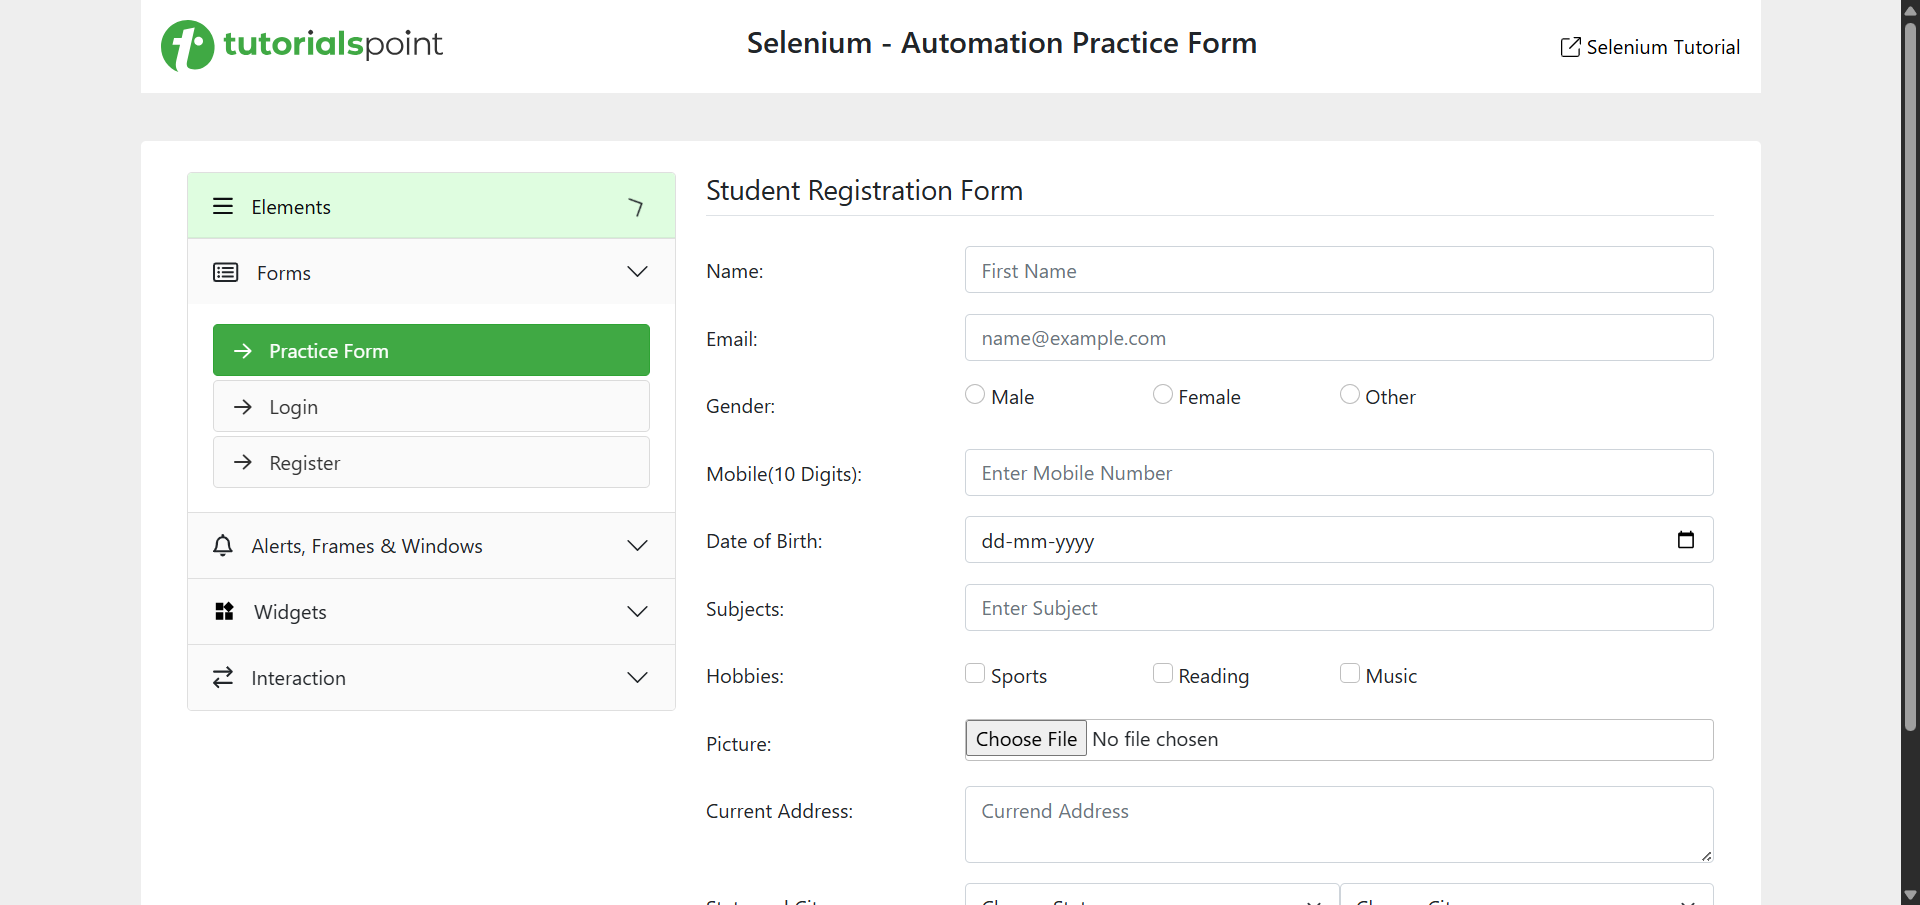 tutorialspoint
Selenium - Automation Practice Form
Selenium Tutorial
Elements
Forms
Practice Form
Login
Register
Alerts, Frames & Windows
Widgets
Interaction
Student Registration Form
Name:
First Name
Email:
name@example.com
Gender:
Male Female Other
Mobile(10 Digits):
Enter Mobile Number
Date of Birth:
dd-mm-yyyy
Subjects:
Enter Subject
Hobbies:
Sports Reading Music
Picture:
Choose File No file chosen
Current Address:
Currend Address